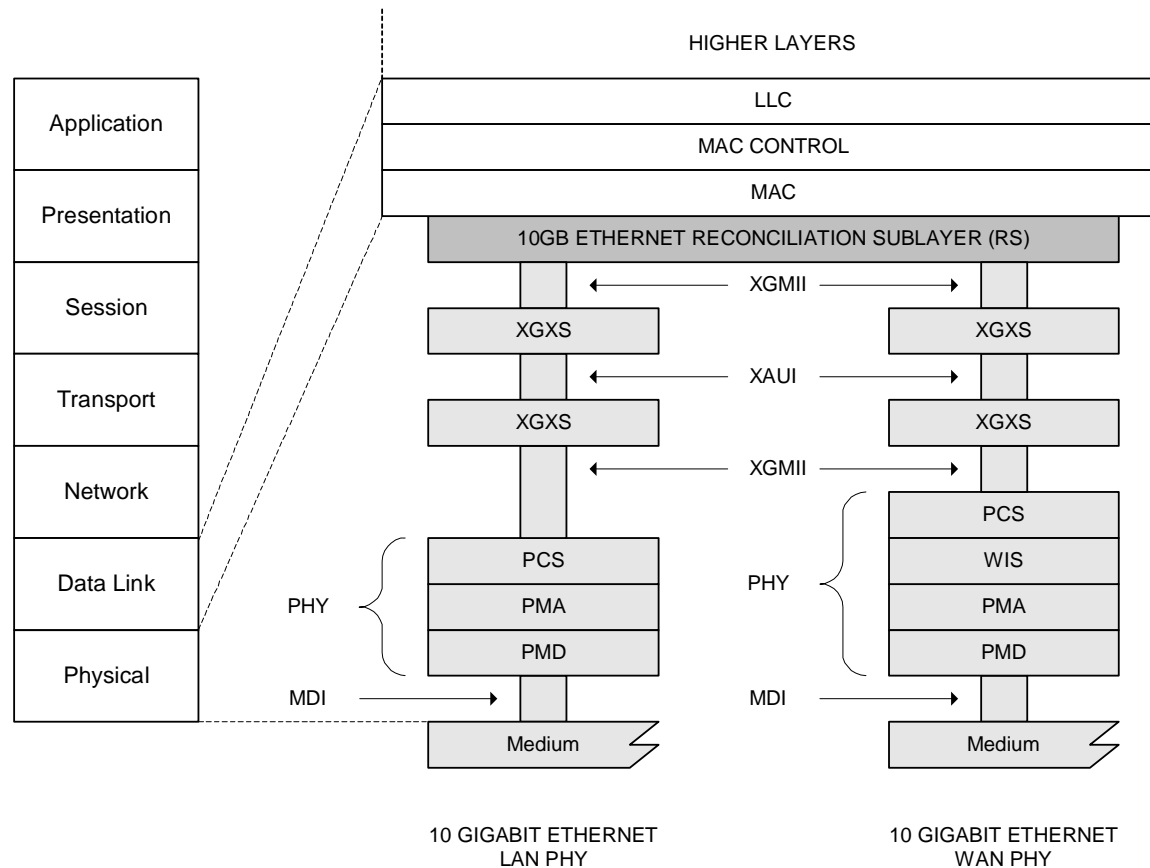 HIGHER LAYERS
Application
Presentation
Session
Transport
Network
Data Link
Physical
LLC
MAC CONTROL
MAC
10GB ETHERNET RECONCILIATION SUBLAYER (RS)
XGMII
XGXS
XGXS
XAUI
XGXS
XGXS
XGMII
PHY
PCS
PMA
PMD
PHY
PCS
WIS
PMA
PMD
MDI
MDI
Medium
Medium
10 GIGABIT ETHERNET
LAN PHY
10 GIGABIT ETHERNET
WAN PHY